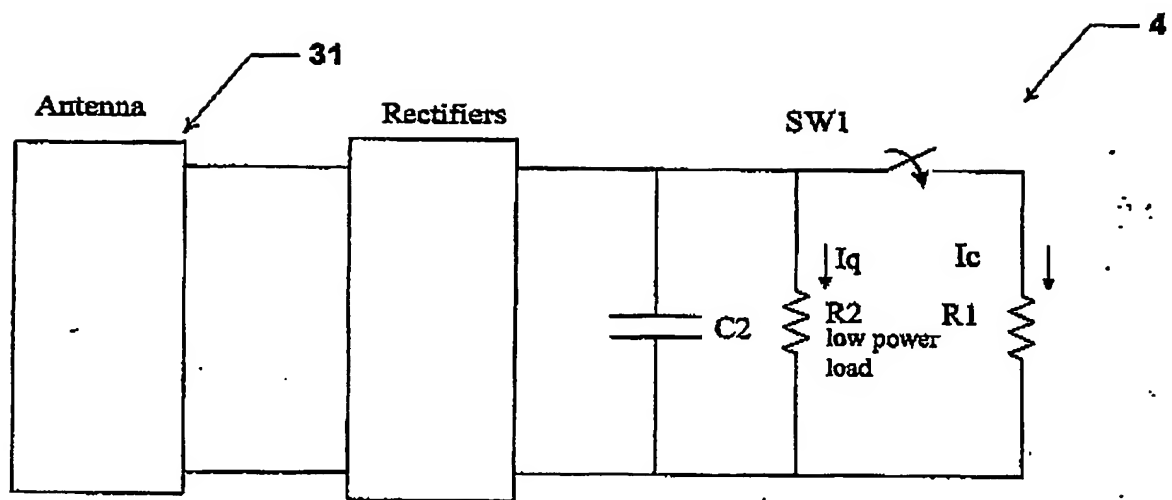 4
31
Antenna
Rectifiers
SW1
Iq
Ic
C2
R2
R1
low power
load